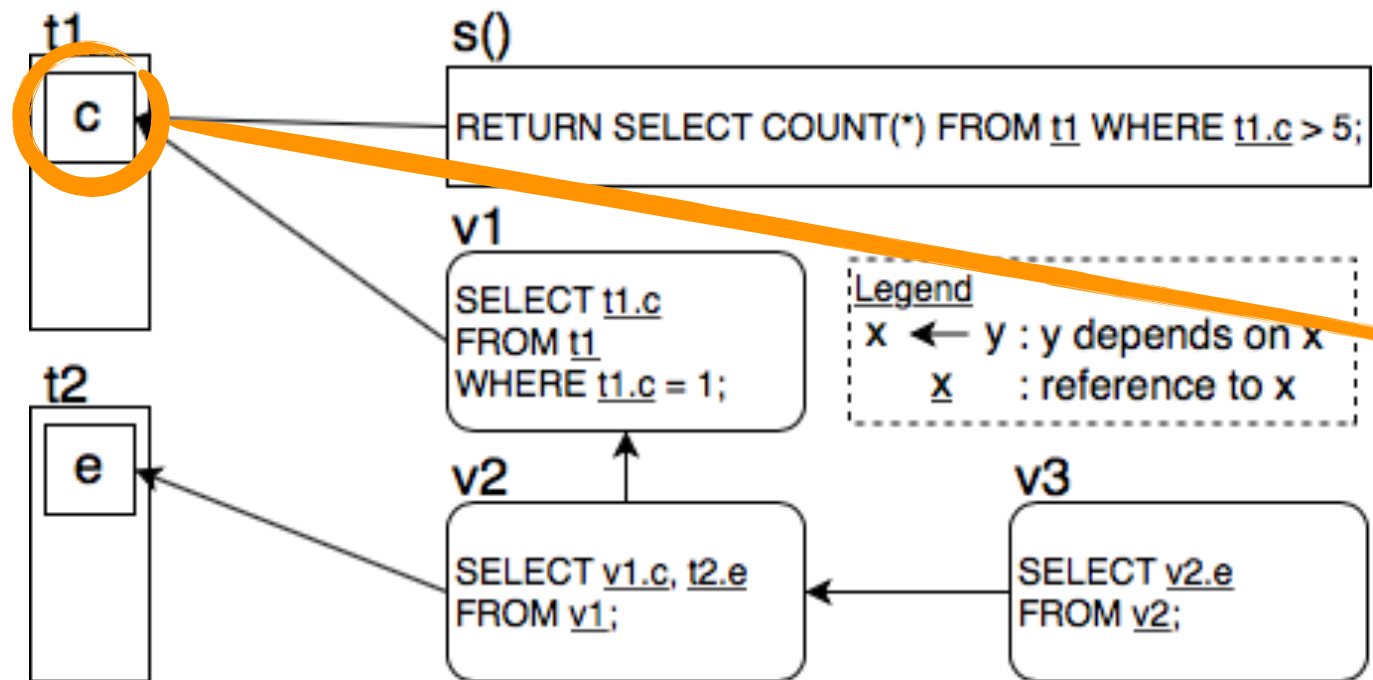 t1
c
s()
RETURN SELECT COUNT(*) FROM t1 WHERE t1.c > 5;
v1
SELECT t1.c
FROM t1
WHERE t1.c = 1;
Legend
x ← y : y depends on x
x : reference to x
t2
e
v2
SELECT v1.c, t2.e
FROM v1;
v3
SELECT v2.e
FROM v2;